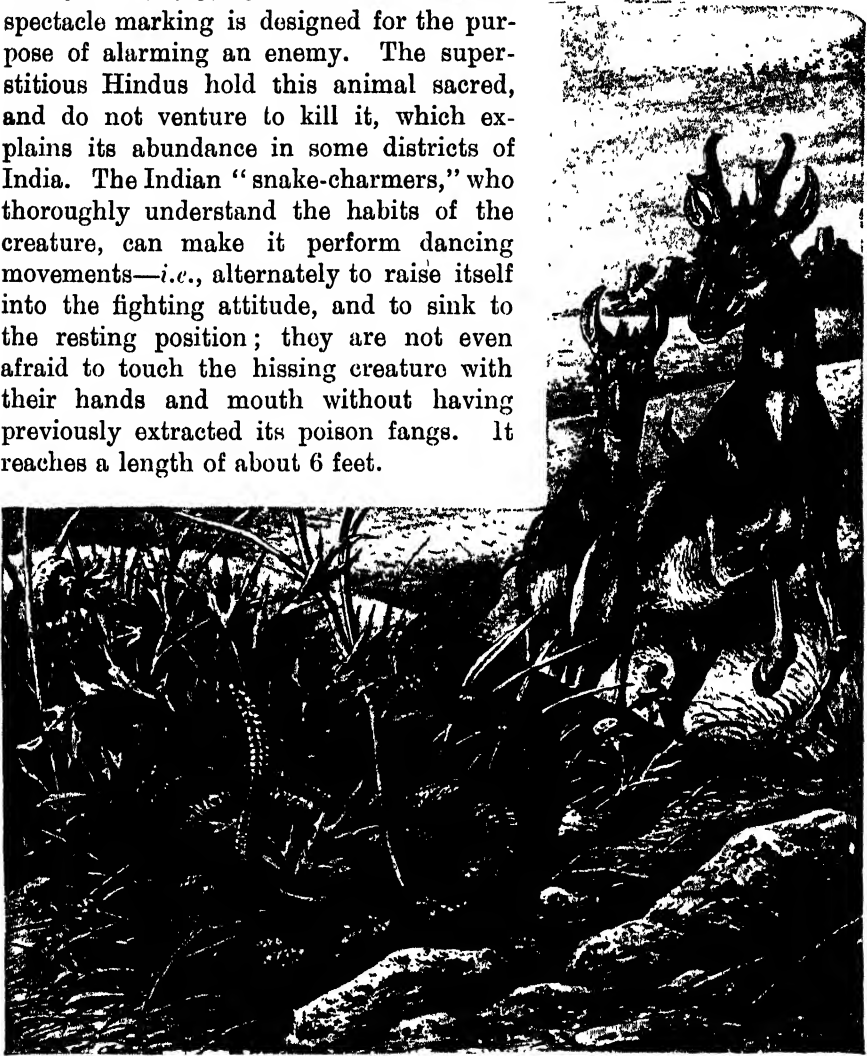 spectacle marking is designed for the pur-
pose of alarming an enemy. The super-
stitious Hindus hold this animal sacred,
and do not venture to kill it, which ex-
plains its abundance in some districts of
India. The Indian “snake-charmers,” who
thoroughly understand the habits of the
creature, can make it perform dancing
movements—i.e., alternately to raise itself
into the fighting attitude, and to sink to
the resting position; they are not even
afraid to touch the hissing creature with
their hands and mouth without having
previously extracted its poison fangs. It
reaches a length of about 6 feet.